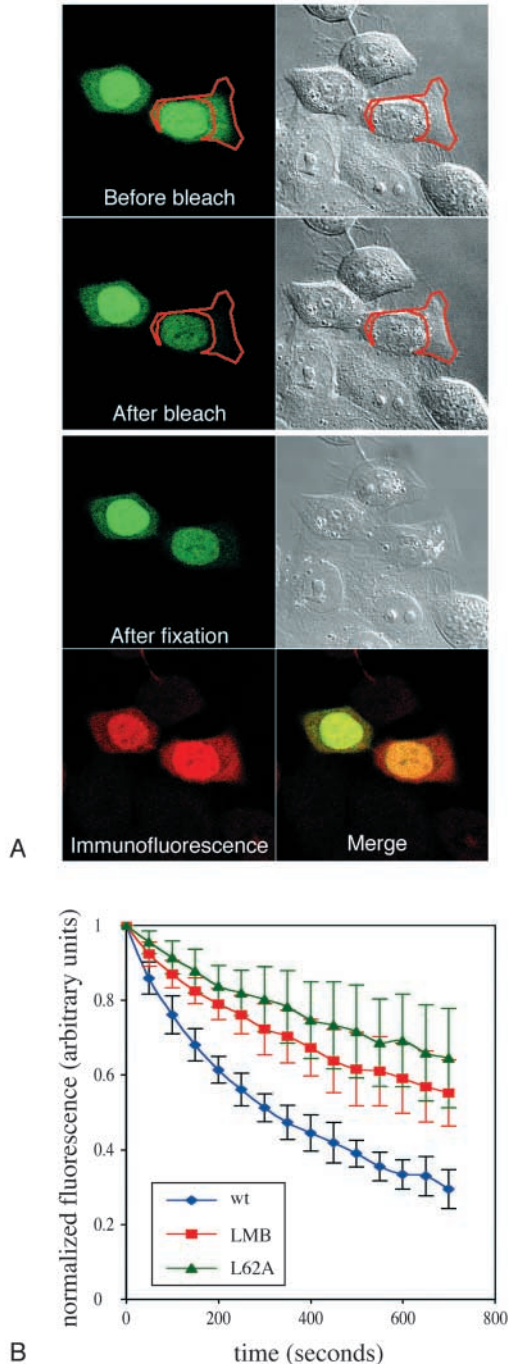 Before bleach
After bleach
After fixation
Immunofluorescence
Merge
A
normalized fluorescence (arbitrary units)
1
0.8
0.6
0.4
0.2
0
wt
LMB
L62A
0
200
400
600
800
time (seconds)
B